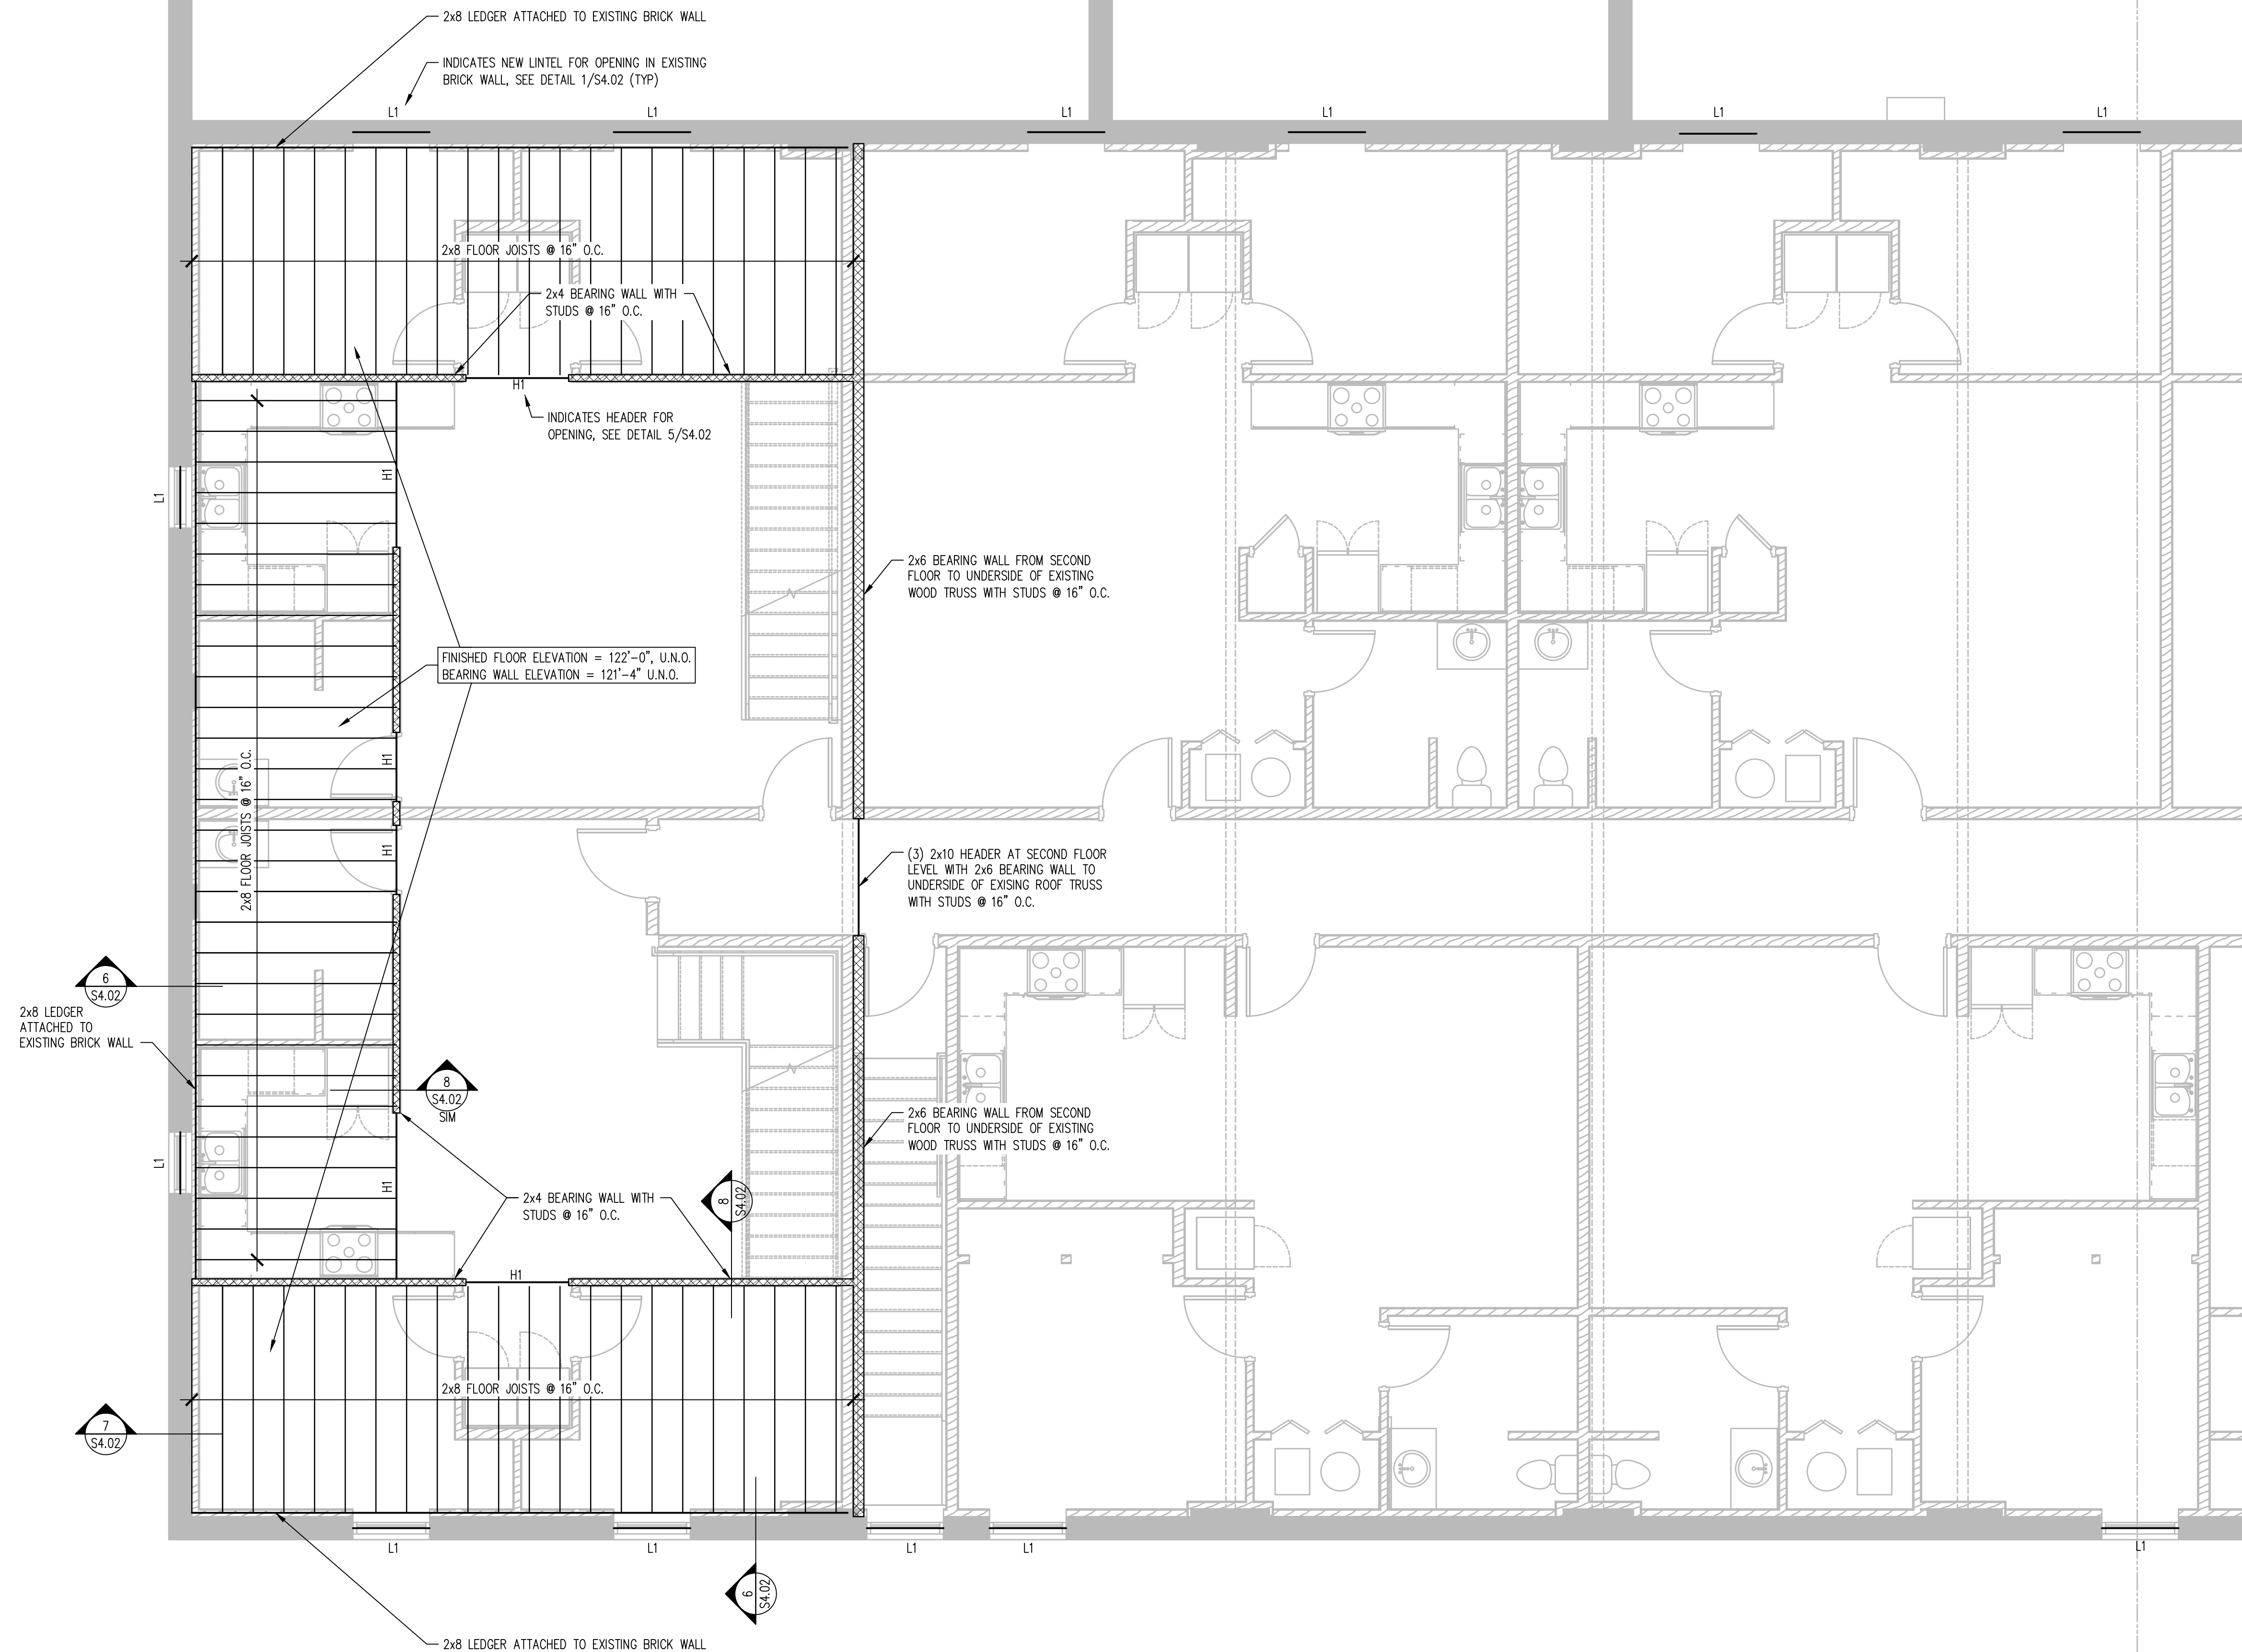 2x8 LEDGER ATTACHED TO EXISTING BRICK WALL
INDICATES NEW LINTEL FOR OPENING IN EXISTING
BRICK WALL, SEE DETAIL 1/S4.02 (TYP)
L1
L1
L1
L1
L1
L1
2x8 FLOOR JOISTS @ 16" O.C.
2x4 BEARING WALL WITH
STUDS @ 16" O.C.
H1
INDICATES HEADER FOR
OPENING, SEE DETAIL 5/S4.02
H1
L1
2x6 BEARING WALL FROM SECOND
FLOOR TO UNDERSIDE OF EXISTING
WOOD TRUSS WITH STUDS @ 16" O.C.
FINISHED FLOOR ELEVATION = 122'-0", U.N.O.
BEARING WALL ELEVATION = 121'-4" U.N.O.
H1
2x8 FLOOR JOISTS @ 16" O.C.
H1
(3) 2x10 HEADER AT SECOND FLOOR
LEVEL WITH 2x6 BEARING WALL TO
UNDERSIDE OF EXISING ROOF TRUSS
WITH STUDS @ 16" O.C.
6
S4.02
2x8 LEDGER
ATTACHED TO
EXISTING BRICK WALL
8
S4.02
SIM
2x6 BEARING WALL FROM SECOND
FLOOR TO UNDERSIDE OF EXISTING
WOOD TRUSS WITH STUDS @ 16" O.C.
L1
H1
2x4 BEARING WALL WITH
STUDS @ 16" O.C.
8
S4.02
H1
2x8 FLOOR JOISTS @ 16" O.C.
7
S4.02
L1
L1
L1
L1
L1
6
S4.02
2x8 LEDGER ATTACHED TO EXISTING BRICK WALL